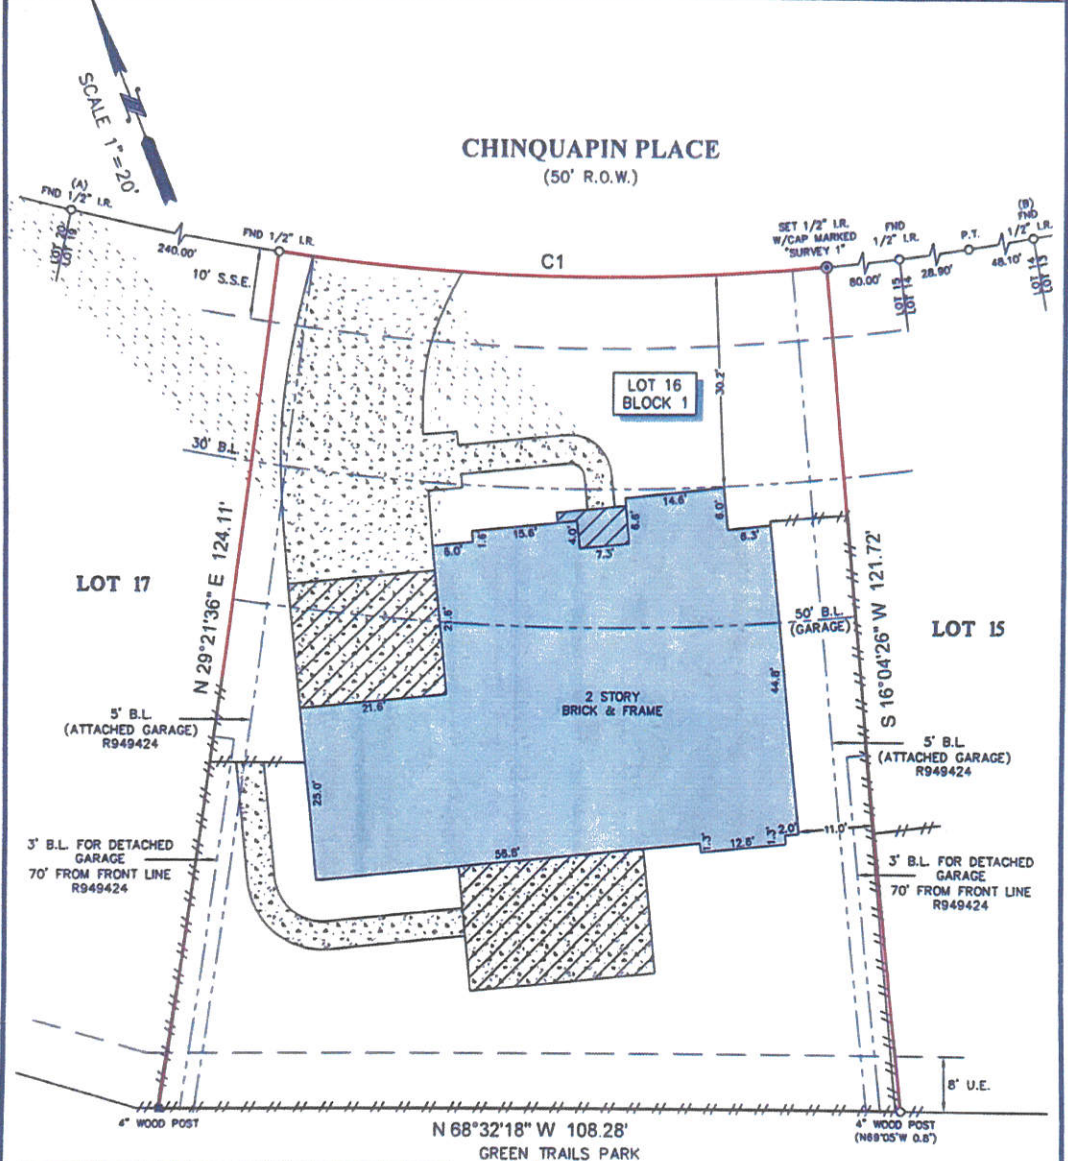 SCALE 1"=20'
CHINQUAPIN PLACE
(50' R.O.W.)
(A)
FND 1/2" I.R.
LOT 20
LOT 19
240.00'
FND 1/2" I.R.
10' S.S.E.
C1
SET 1/2" I.R.
W/CAP MARKED
"SURVEY 1"
80.00'
FND
1/2" I.R.
LOT 15
LOT 14
28.90'
P.T.
48.10'
(B)
FND
1/2" I.R.
LOT 14
LOT 13
30.2'
LOT 16
BLOCK 1
30' B.L.
14.6'
6.0'
6.6'
15.6'
4.0'
1.6'
6.0'
7.3'
8.3'
N 29°21'36" E 124.11'
LOT 17
21.6'
50' B.L.
(GARAGE)
LOT 15
S 16°04'26" W 121.72'
44.8'
2 STORY
BRICK & FRAME
21.6'
5' B.L.
(ATTACHED GARAGE)
R949424
5' B.L.
(ATTACHED GARAGE)
R949424
25.0'
56.8'
1.3'
12.6'
1.3'
2.0'
11.0'
3' B.L. FOR DETACHED
GARAGE
70' FROM FRONT LINE
R949424
3' B.L. FOR DETACHED
GARAGE
70' FROM FRONT LINE
R949424
8' U.E.
4" WOOD POST
N 68°32'18" W 108.28'
GREEN TRAILS PARK
4" WOOD POST
(N69°05'W 0.8')